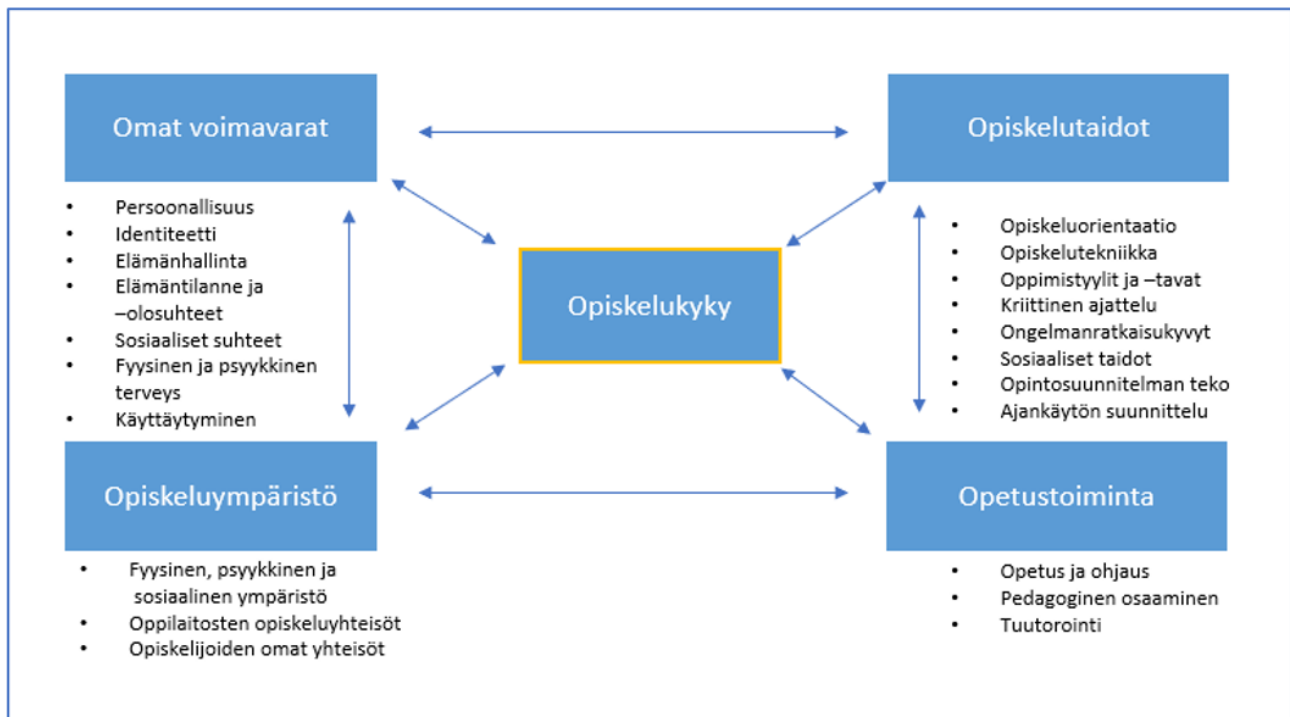 Omat voimavarat
• Persoonallisuus
• Identiteetti
• Elämänhallinta
• Elämäntilanne ja
–olosuhteet
• Sosiaaliset suhteet
• Fyysinen ja psyykkinen
terveys
• Käyttäytyminen
Opiskelutaidot
• Opiskeluorientaatio
• Opiskelutekniikka
• Oppimistyylit ja –tavat
• Kriittinen ajattelu
• Ongelmanratkaisukyvyt
• Sosiaaliset taidot
• Opintosuunnitelman teko
• Ajankäytön suunnittelu
Opiskelukyky
Opiskeluympäristö
• Fyysinen, psyykkinen ja
sosiaalinen ympäristö
• Oppilaitosten opiskeluyhteisöt
• Opiskelijoiden omat yhteisöt
Opetustoiminta
• Opetus ja ohjaus
• Pedagoginen osaaminen
• Tuutorointi